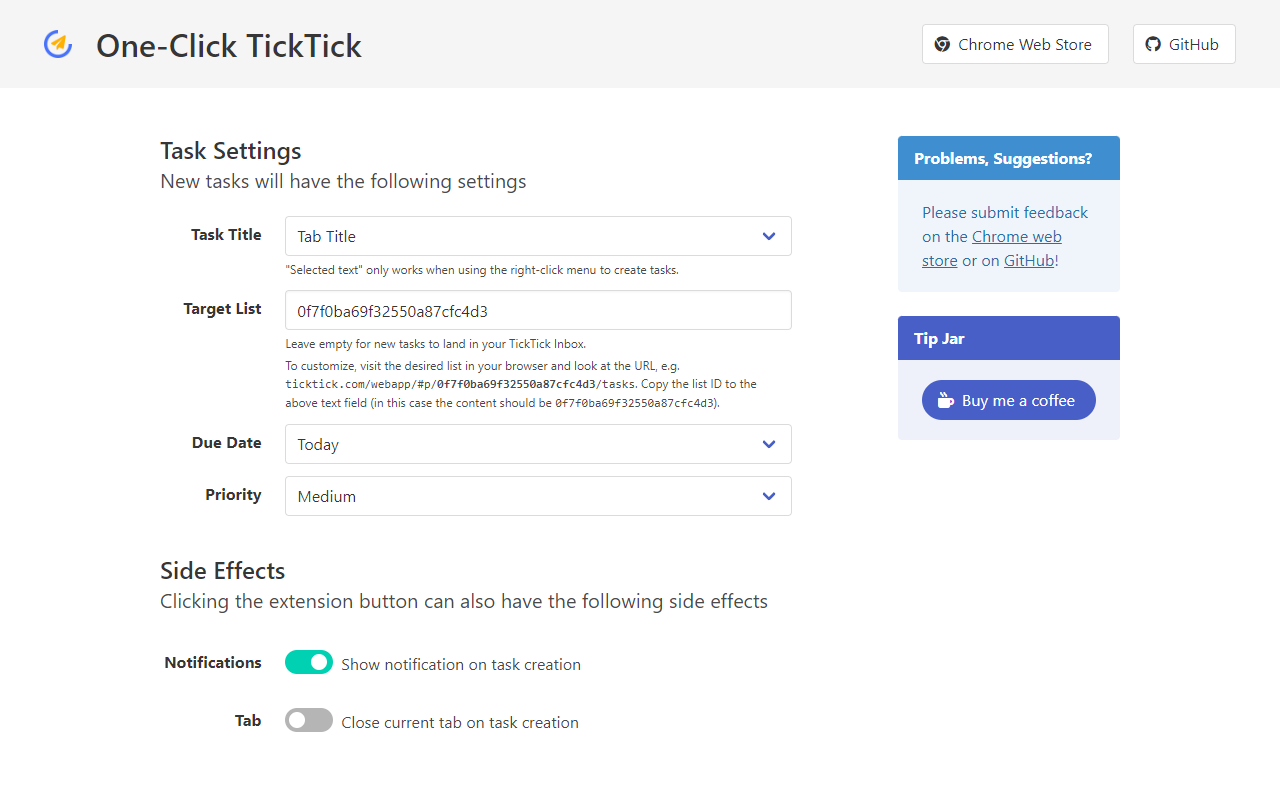 One-Click TickTick
Chrome Web Store
GitHub
Task Settings
New tasks will have the following settings
Task Title
Tab Title
"Selected text" only works when using the right-click menu to create tasks.
Target List
0f7f0ba69f32550a87cfc4d3
Leave empty for new tasks to land in your TickTick Inbox.
To customize, visit the desired list in your browser and look at the URL, e.g.
ticktick.com/webapp/#p/0f7f0ba69f32550a87cfc4d3/tasks. Copy the list ID to the
above text field (in this case the content should be 0f7f0ba69f32550a87cfc4d3).
Due Date
Today
Priority
Medium
Side Effects
Clicking the extension button can also have the following side effects
Notifications
Show notification on task creation
Tab
Close current tab on task creation
Problems, Suggestions?
Please submit feedback
on the Chrome web
store or on GitHub!
Tip Jar
Buy me a coffee